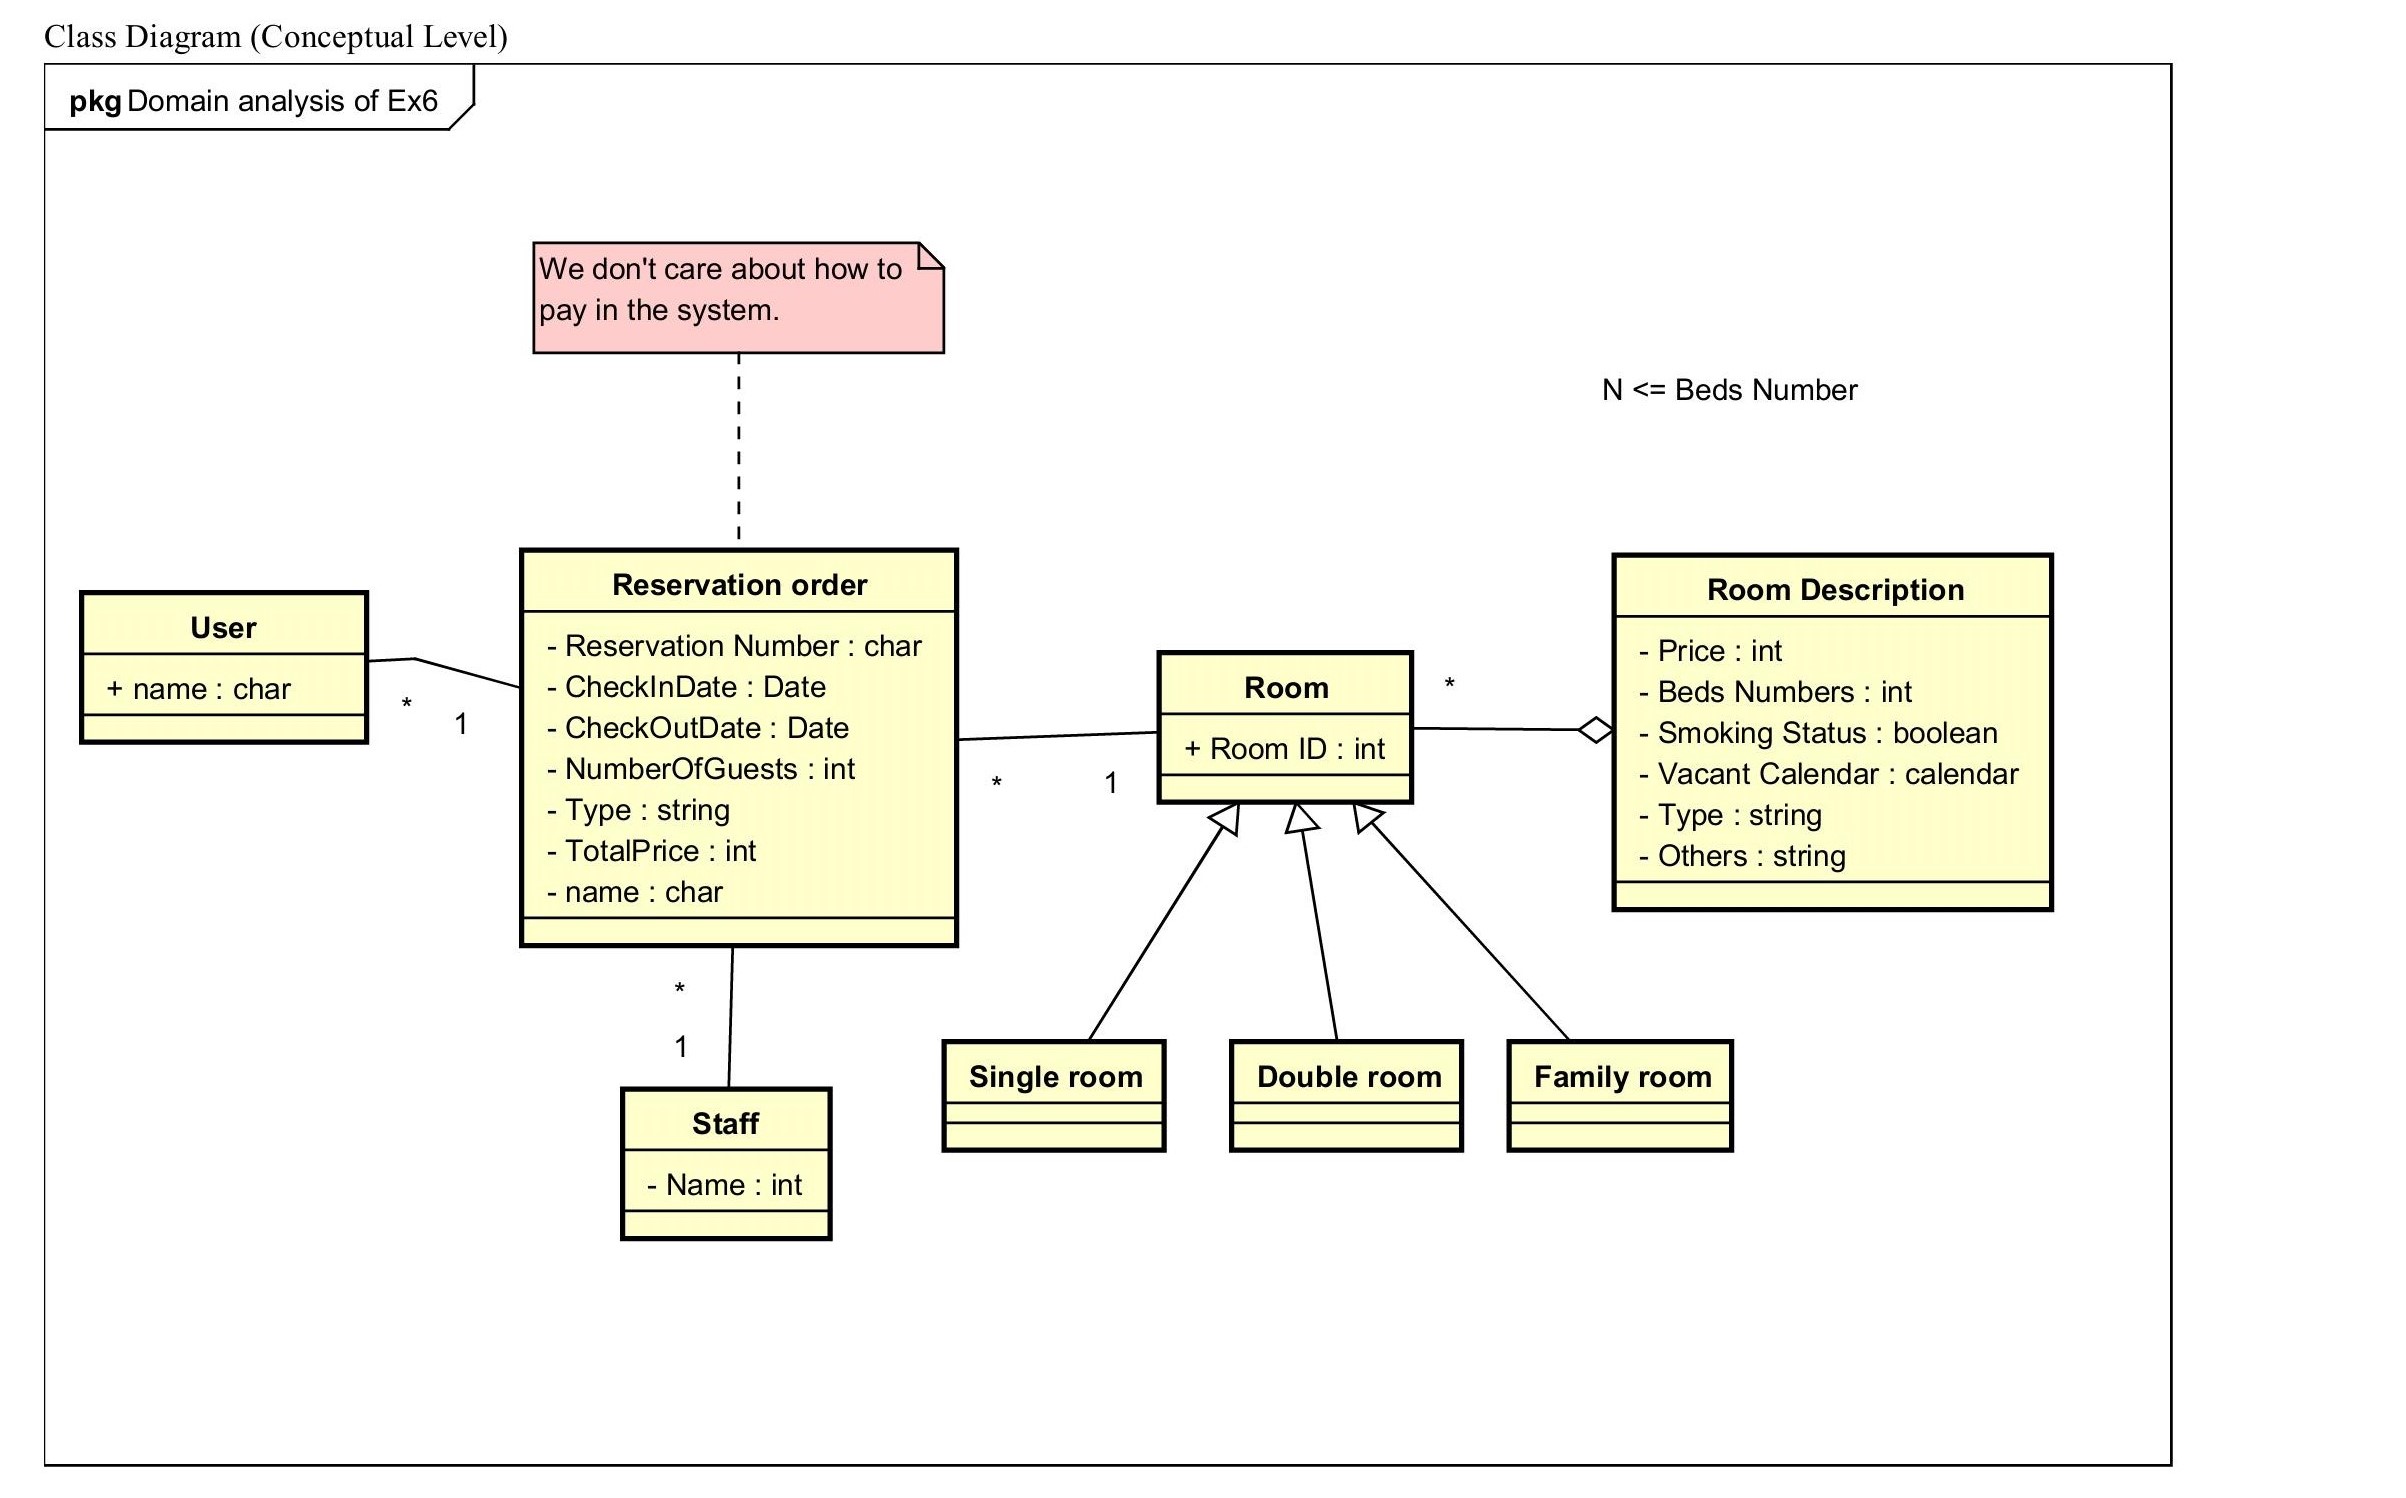 Class Diagram (Conceptual Level)
pkg Domain analysis of Ex6
We don't care about how to
pay in the system.
N <= Beds Number
User
+ name : char
*
1
Reservation order
- Reservation Number : char
- CheckInDate : Date
- CheckOutDate : Date
- NumberOfGuests : int
- Type : string
- TotalPrice : int
- name : char
*
1
Room
+ Room ID : int
*
Room Description
- Price : int
- Beds Numbers : int
- Smoking Status : boolean
- Vacant Calendar : calendar
- Type : string
- Others : string
*
1
Staff
- Name : int
Single room
Double room
Family room